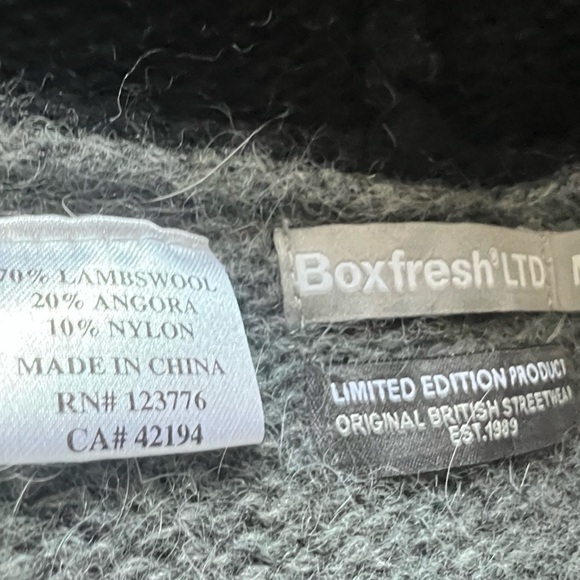 70% LAMBSWOOL
20% ANGORA
10% NYLON
MADE IN CHINA
RN# 123776
CA# 42194
Boxfresh' LTD
LIMITED EDITION PRODUCT
ORIGINAL BRITISH STREETWEAR
EST.1989